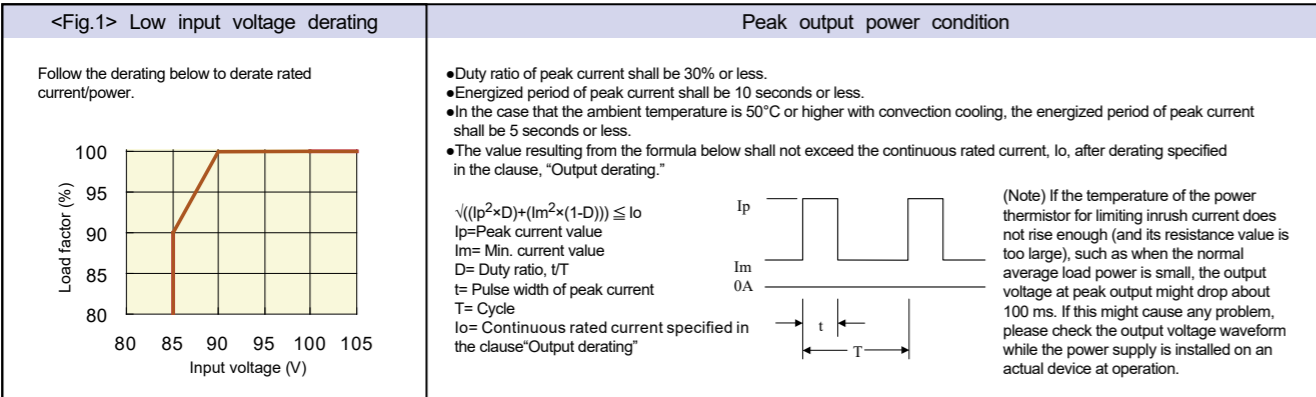 <Fig.1> Low input voltage derating
Follow the derating below to derate rated
current/power.
100
95
90
85
80
Load factor (%)
80 85 90 95 100 105
Input voltage (V)
Peak output power condition
●Duty ratio of peak current shall be 30% or less.
●Energized period of peak current shall be 10 seconds or less.
●In the case that the ambient temperature is 50°C or higher with convection cooling, the energized period of peak current
shall be 5 seconds or less.
●The value resulting from the formula below shall not exceed the continuous rated current, Io, after derating specified
in the clause, “Output derating.”
√((Ip²×D)+(Im²×(1-D))) ≦ Io
Ip=Peak current value
Im= Min. current value
D= Duty ratio, t/T
t= Pulse width of peak current
T= Cycle
Io= Continuous rated current specified in
the clause“Output derating”
Ip
Im
0A
t
T
(Note) If the temperature of the power
thermistor for limiting inrush current does
not rise enough (and its resistance value is
too large), such as when the normal
average load power is small, the output
voltage at peak output might drop about
100 ms. If this might cause any problem,
please check the output voltage waveform
while the power supply is installed on an
actual device at operation.